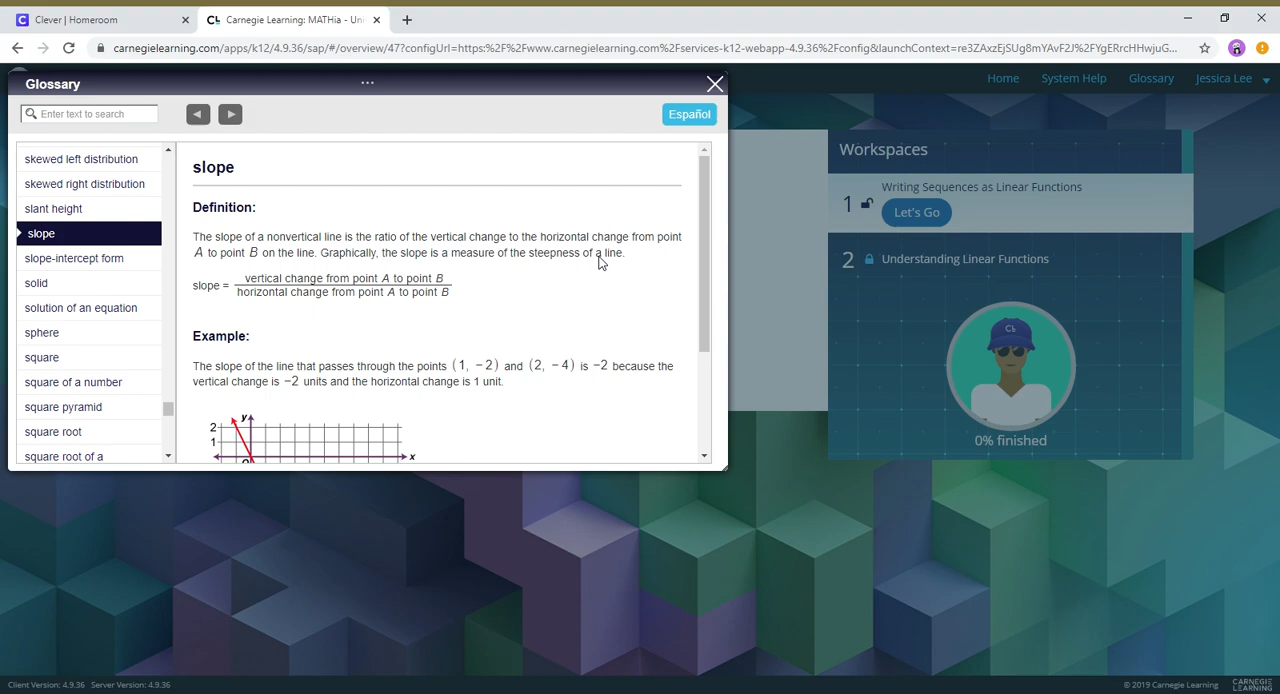 Clever | Homeroom
Carnegie Learning: MATHia - Uni
carnegielearning.com/apps/k12/4.9.36/sap/#/overview/47?configUrl=https:%2F%2Fwww.carnegielearning.com%2Fservices-k12-webapp-4.9.36%2Fconfig&launchContext=re3ZAxzEjSUg8mYAvF2J%2FYgERrcHHwjuG...
Home System Help Glossary Jessica Lee
Glossary
Enter text to search
Español
skewed left distribution
skewed right distribution
slant height
slope
slope-intercept form
solid
solution of an equation
sphere
square
square of a number
square pyramid
square root
square root of a
slope
Definition:
The slope of a nonvertical line is the ratio of the vertical change to the horizontal change from point
A to point B on the line. Graphically, the slope is a measure of the steepness of a line.
slope = vertical change from point A to point B
horizontal change from point A to point B
Example:
The slope of the line that passes through the points (1, −2) and (2, −4) is −2 because the
vertical change is −2 units and the horizontal change is 1 unit.
y
2
1
x
Workspaces
1 Writing Sequences as Linear Functions
Let's Go
2 Understanding Linear Functions
CL
0% finished
Client Version: 4.9.36 Server Version: 4.9.36
© 2019 Carnegie Learning
CARNEGIE
LEARNING